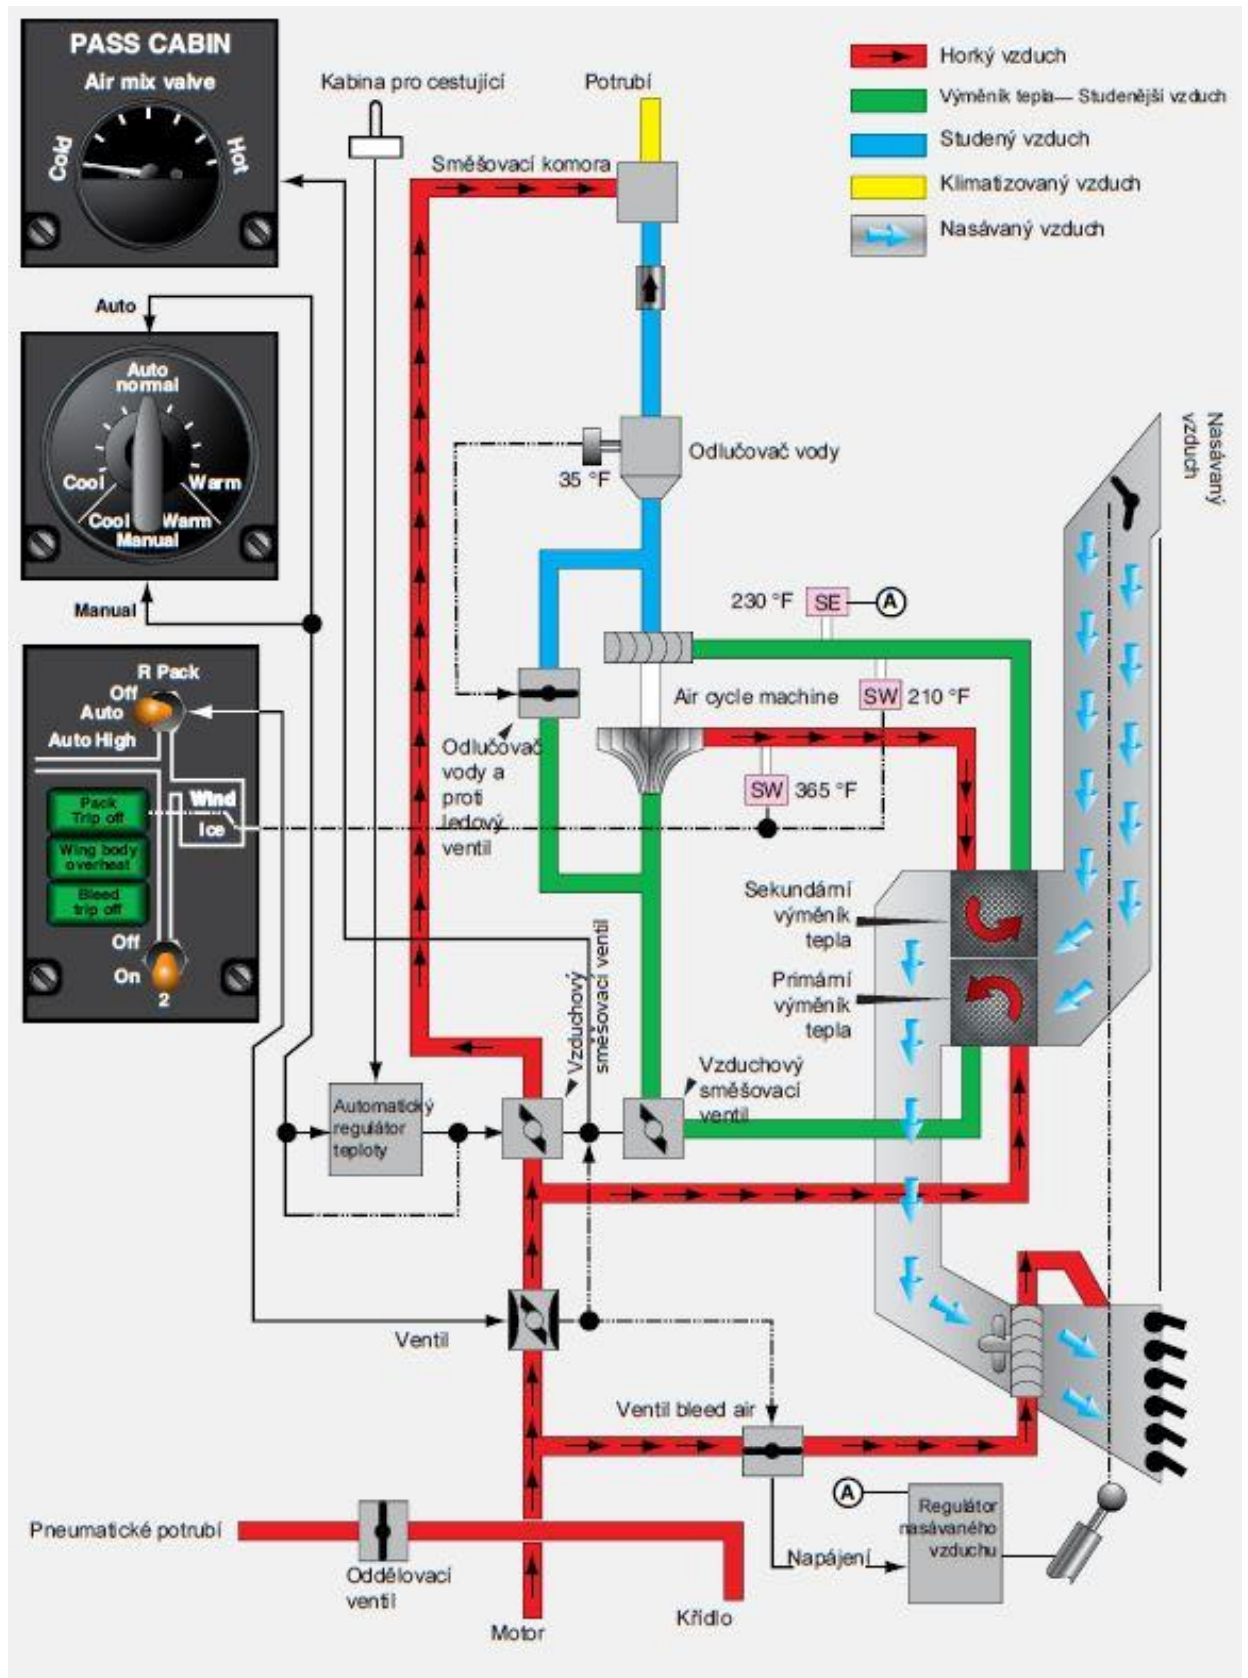 PASS CABIN
Air mix valve
Cold
Hot
Kabina pro cestující
Potrubí
Směšovací komora
Horký vzduch
Výměník tepla— Studenější vzduch
Studený vzduch
Klimatizovaný vzduch
Nasávaný vzduch
Auto
Auto
normal
Cool
Warm
Cool
Warm
Manual
Manual
Odlučovač vody
35 °F
Nasávaný
vzduch
230 °F
SE
A
SW
210 °F
Air cycle machine
SW
365 °F
Odlučovač
vody a
proti
ledový
ventil
R Pack
Off
Auto
Auto High
Pack
Trip off
Wind
Ice
Wing body
overheat
Bleed
trip off
Off
On
2
Sekundární
výměník
tepla
Primární
výměník
tepla
Vzduchový
směšovací ventil
Vzduchový
směšovací
ventil
Automatický
regulátor
teploty
Ventil
Ventil bleed air
A
Regulátor
nasávaného
vzduchu
Napájení
Pneumatické potrubí
Oddělovací
ventil
Křídlo
Motor